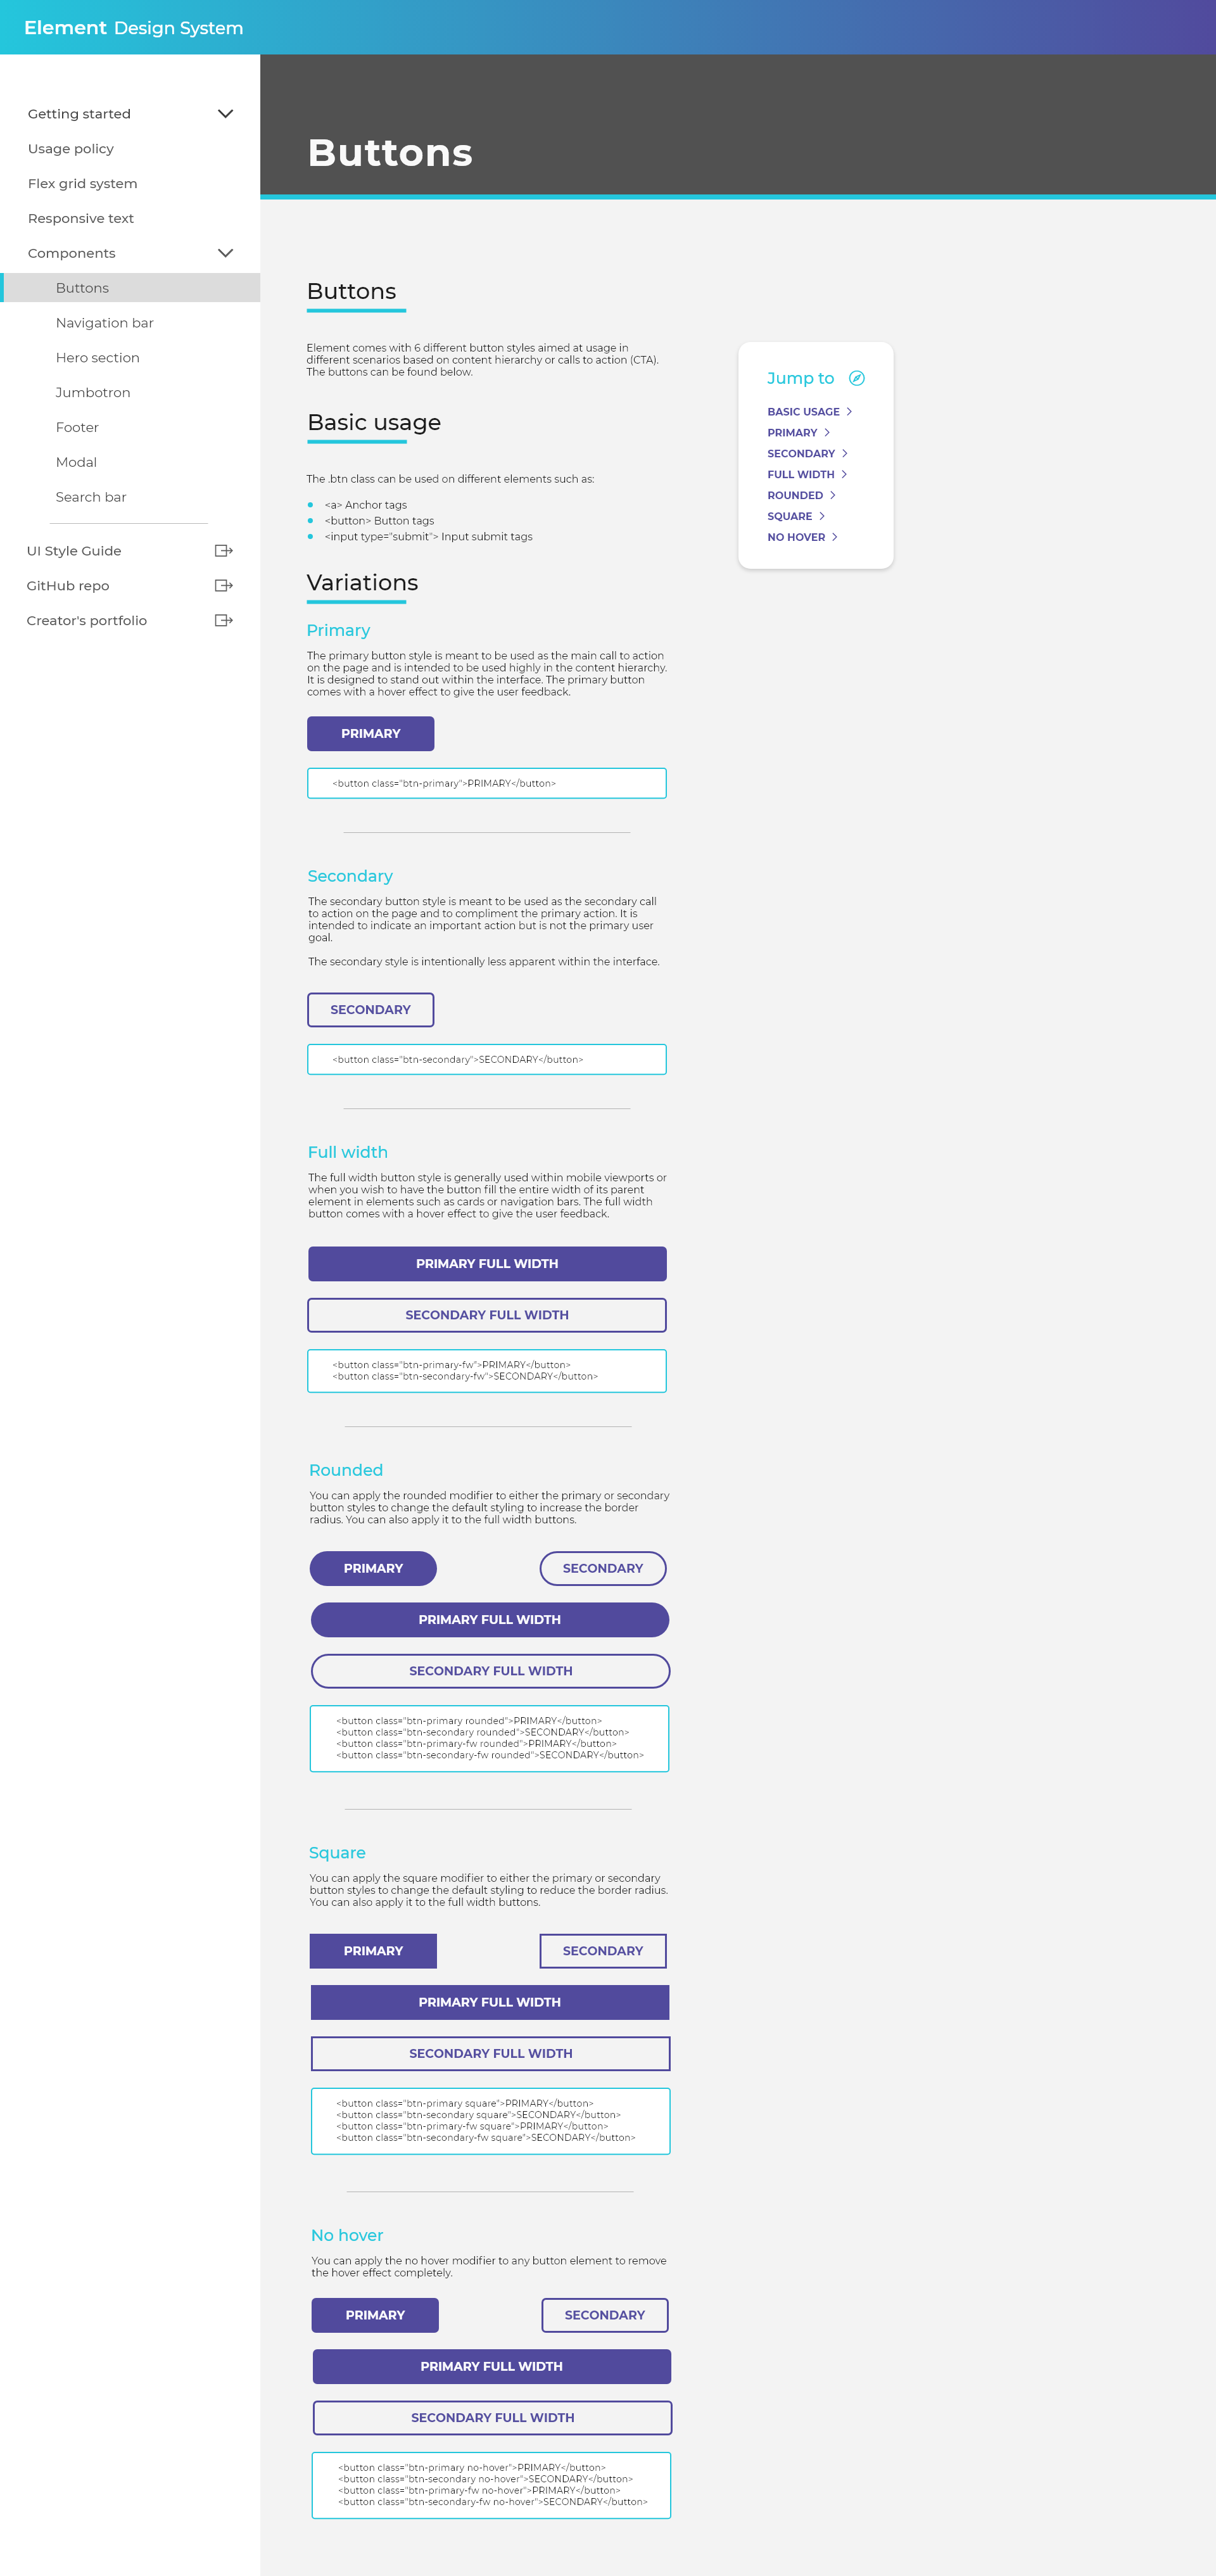 Element Design System
Getting started
Usage policy
Flex grid system
Responsive text
Components
Buttons
Navigation bar
Hero section
Jumbotron
Footer
Modal
Search bar
UI Style Guide
GitHub repo
Creator's portfolio
Buttons
Buttons
Element comes with 6 different button styles aimed at usage in
different scenarios based on content hierarchy or calls to action (CTA).
The buttons can be found below.
Jump to
BASIC USAGE
PRIMARY
SECONDARY
FULL WIDTH
ROUNDED
SQUARE
NO HOVER
Basic usage
The .btn class can be used on different elements such as:
<a> Anchor tags
<button> Button tags
<input type="submit"> Input submit tags
Variations
Primary
The primary button style is meant to be used as the main call to action
on the page and is intended to be used highly in the content hierarchy.
It is designed to stand out within the interface. The primary button
comes with a hover effect to give the user feedback.
PRIMARY
<button class="btn-primary">PRIMARY</button>
Secondary
The secondary button style is meant to be used as the secondary call
to action on the page and to compliment the primary action. It is
intended to indicate an important action but is not the primary user
goal.
The secondary style is intentionally less apparent within the interface.
SECONDARY
<button class="btn-secondary">SECONDARY</button>
Full width
The full width button style is generally used within mobile viewports or
when you wish to have the button fill the entire width of its parent
element in elements such as cards or navigation bars. The full width
button comes with a hover effect to give the user feedback.
PRIMARY FULL WIDTH
SECONDARY FULL WIDTH
<button class="btn-primary-fw">PRIMARY</button>
<button class="btn-secondary-fw">SECONDARY</button>
Rounded
You can apply the rounded modifier to either the primary or secondary
button styles to change the default styling to increase the border
radius. You can also apply it to the full width buttons.
PRIMARY
SECONDARY
PRIMARY FULL WIDTH
SECONDARY FULL WIDTH
<button class="btn-primary rounded">PRIMARY</button>
<button class="btn-secondary rounded">SECONDARY</button>
<button class="btn-primary-fw rounded">PRIMARY</button>
<button class="btn-secondary-fw rounded">SECONDARY</button>
Square
You can apply the square modifier to either the primary or secondary
button styles to change the default styling to reduce the border radius.
You can also apply it to the full width buttons.
PRIMARY
SECONDARY
PRIMARY FULL WIDTH
SECONDARY FULL WIDTH
<button class="btn-primary square">PRIMARY</button>
<button class="btn-secondary square">SECONDARY</button>
<button class="btn-primary-fw square">PRIMARY</button>
<button class="btn-secondary-fw square">SECONDARY</button>
No hover
You can apply the no hover modifier to any button element to remove
the hover effect completely.
PRIMARY
SECONDARY
PRIMARY FULL WIDTH
SECONDARY FULL WIDTH
<button class="btn-primary no-hover">PRIMARY</button>
<button class="btn-secondary no-hover">SECONDARY</button>
<button class="btn-primary-fw no-hover">PRIMARY</button>
<button class="btn-secondary-fw no-hover">SECONDARY</button>